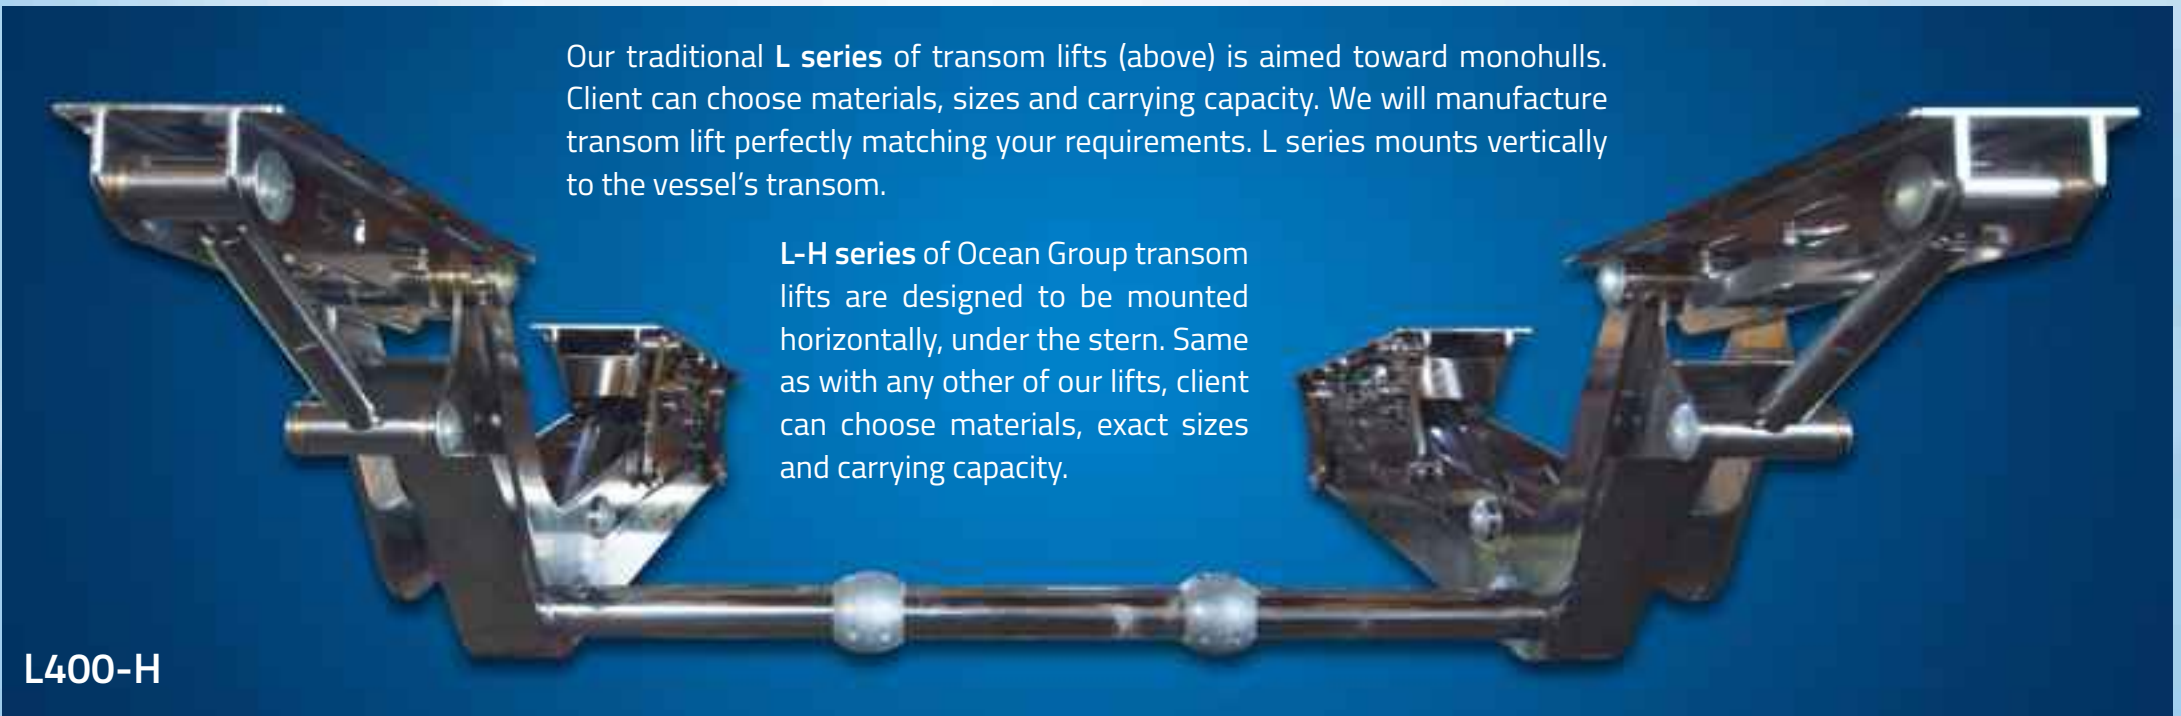 Our traditional L series of transom lifts (above) is aimed toward monohulls.
Client can choose materials, sizes and carrying capacity. We will manufacture
transom lift perfectly matching your requirements. L series mounts vertically
to the vessel's transom.
L-H series of Ocean Group transom
lifts are designed to be mounted
horizontally, under the stern. Same
as with any other of our lifts, client
can choose materials, exact sizes
and carrying capacity.
L400-H